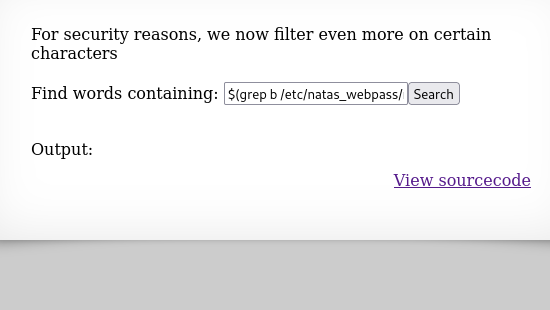 For security reasons, we now filter even more on certain
characters
Find words containing: $(grep b /etc/natas_webpass/ Search
Output:
View sourcecode